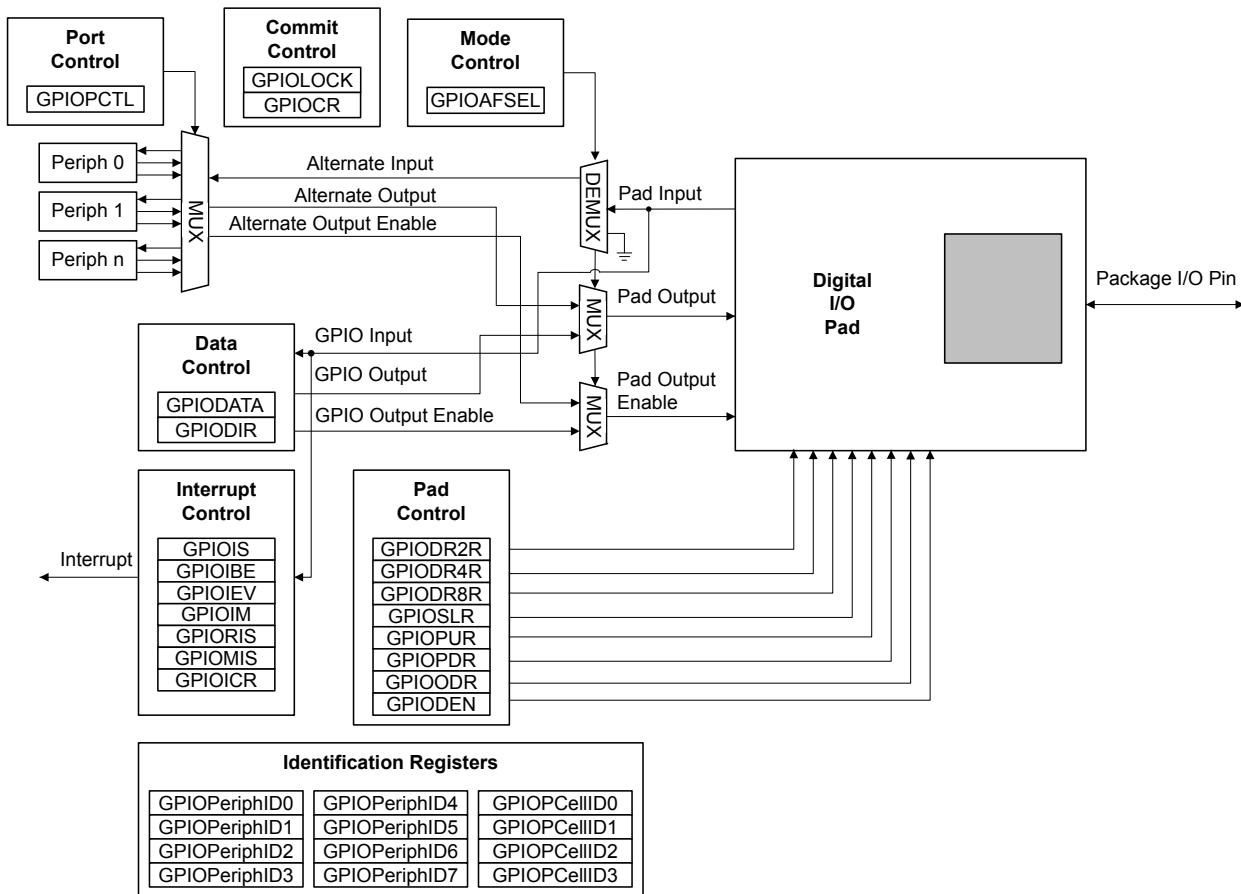 Port
Control
GPIOPCTL
Commit
Control
GPIOLOCK
GPIOCR
Mode
Control
GPIOAFSEL
Periph 0
Periph 1
Periph n
MUX
Alternate Input
Alternate Output
Alternate Output Enable
DEMUX
Pad Input
MUX
Pad Output
MUX
Pad Output
Enable
Digital
I/O
Pad
Package I/O Pin
Data
Control
GPIODATA
GPIODIR
GPIO Input
GPIO Output
GPIO Output Enable
Interrupt
Interrupt
Control
GPIOIS
GPIOIBE
GPIOIEV
GPIOIM
GPIORIS
GPIOMIS
GPIOICR
Pad
Control
GPIODR2R
GPIODR4R
GPIODR8R
GPIOSLR
GPIOPUR
GPIOPDR
GPIOODR
GPIODEN
Identification Registers
GPIOPeriphID0
GPIOPeriphID1
GPIOPeriphID2
GPIOPeriphID3
GPIOPeriphID4
GPIOPeriphID5
GPIOPeriphID6
GPIOPeriphID7
GPIOPCellID0
GPIOPCellID1
GPIOPCellID2
GPIOPCellID3